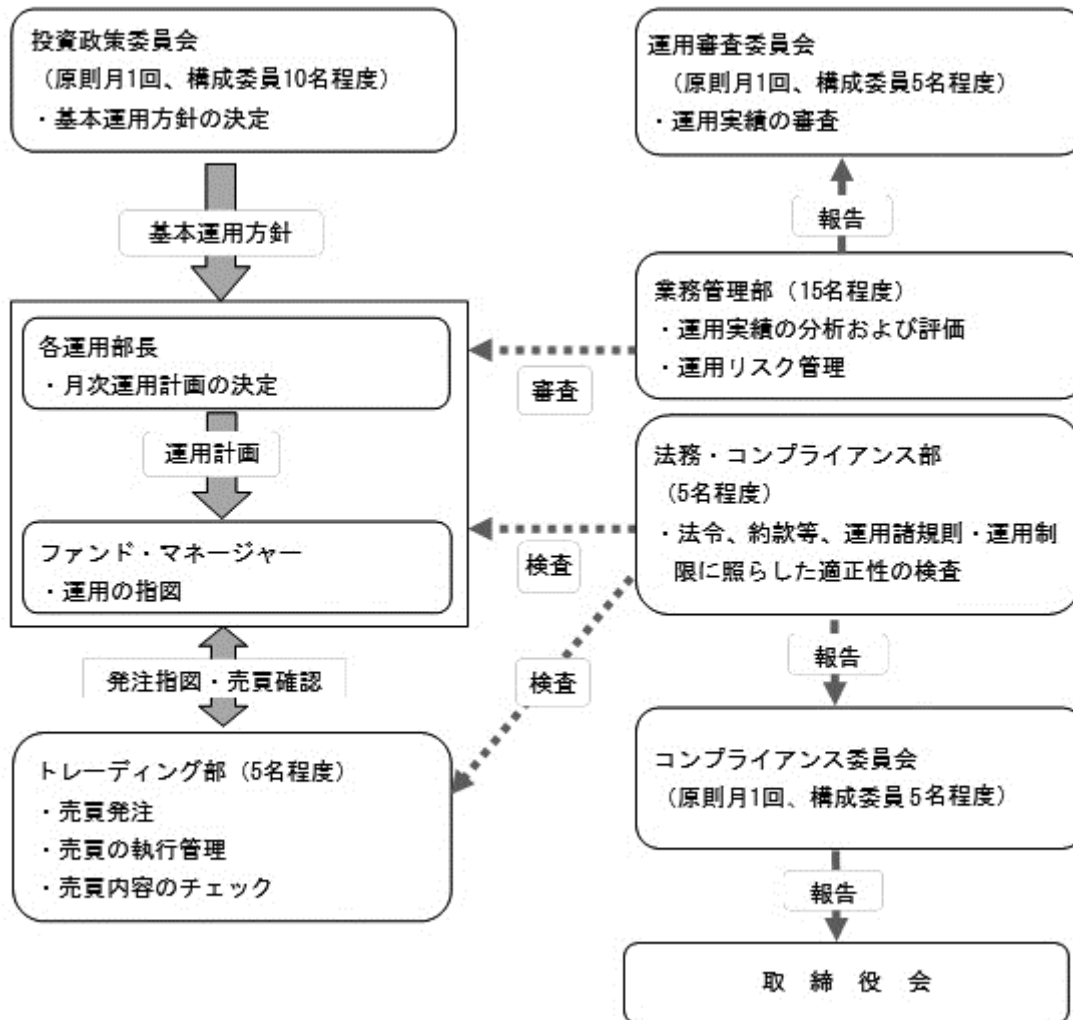 投資政策委員会
（原則月1回、構成委員10名程度）
・基本運用方針の決定
基本運用方針
各運用部長
・月次運用計画の決定
運用計画
ファンド・マネージャー
・運用の指図
発注指図・売買確認
トレーディング部（5名程度）
・売買発注
・売買の執行管理
・売買内容のチェック
運用審査委員会
（原則月1回、構成委員5名程度）
・運用実績の審査
報告
業務管理部（15名程度）
・運用実績の分析および評価
・運用リスク管理
審査
法務・コンプライアンス部
（5名程度）
・法令、約款等、運用諸規則・運用制
限に照らした適正性の検査
検査
検査
報告
コンプライアンス委員会
（原則月1回、構成委員5名程度）
報告
取　締　役　会